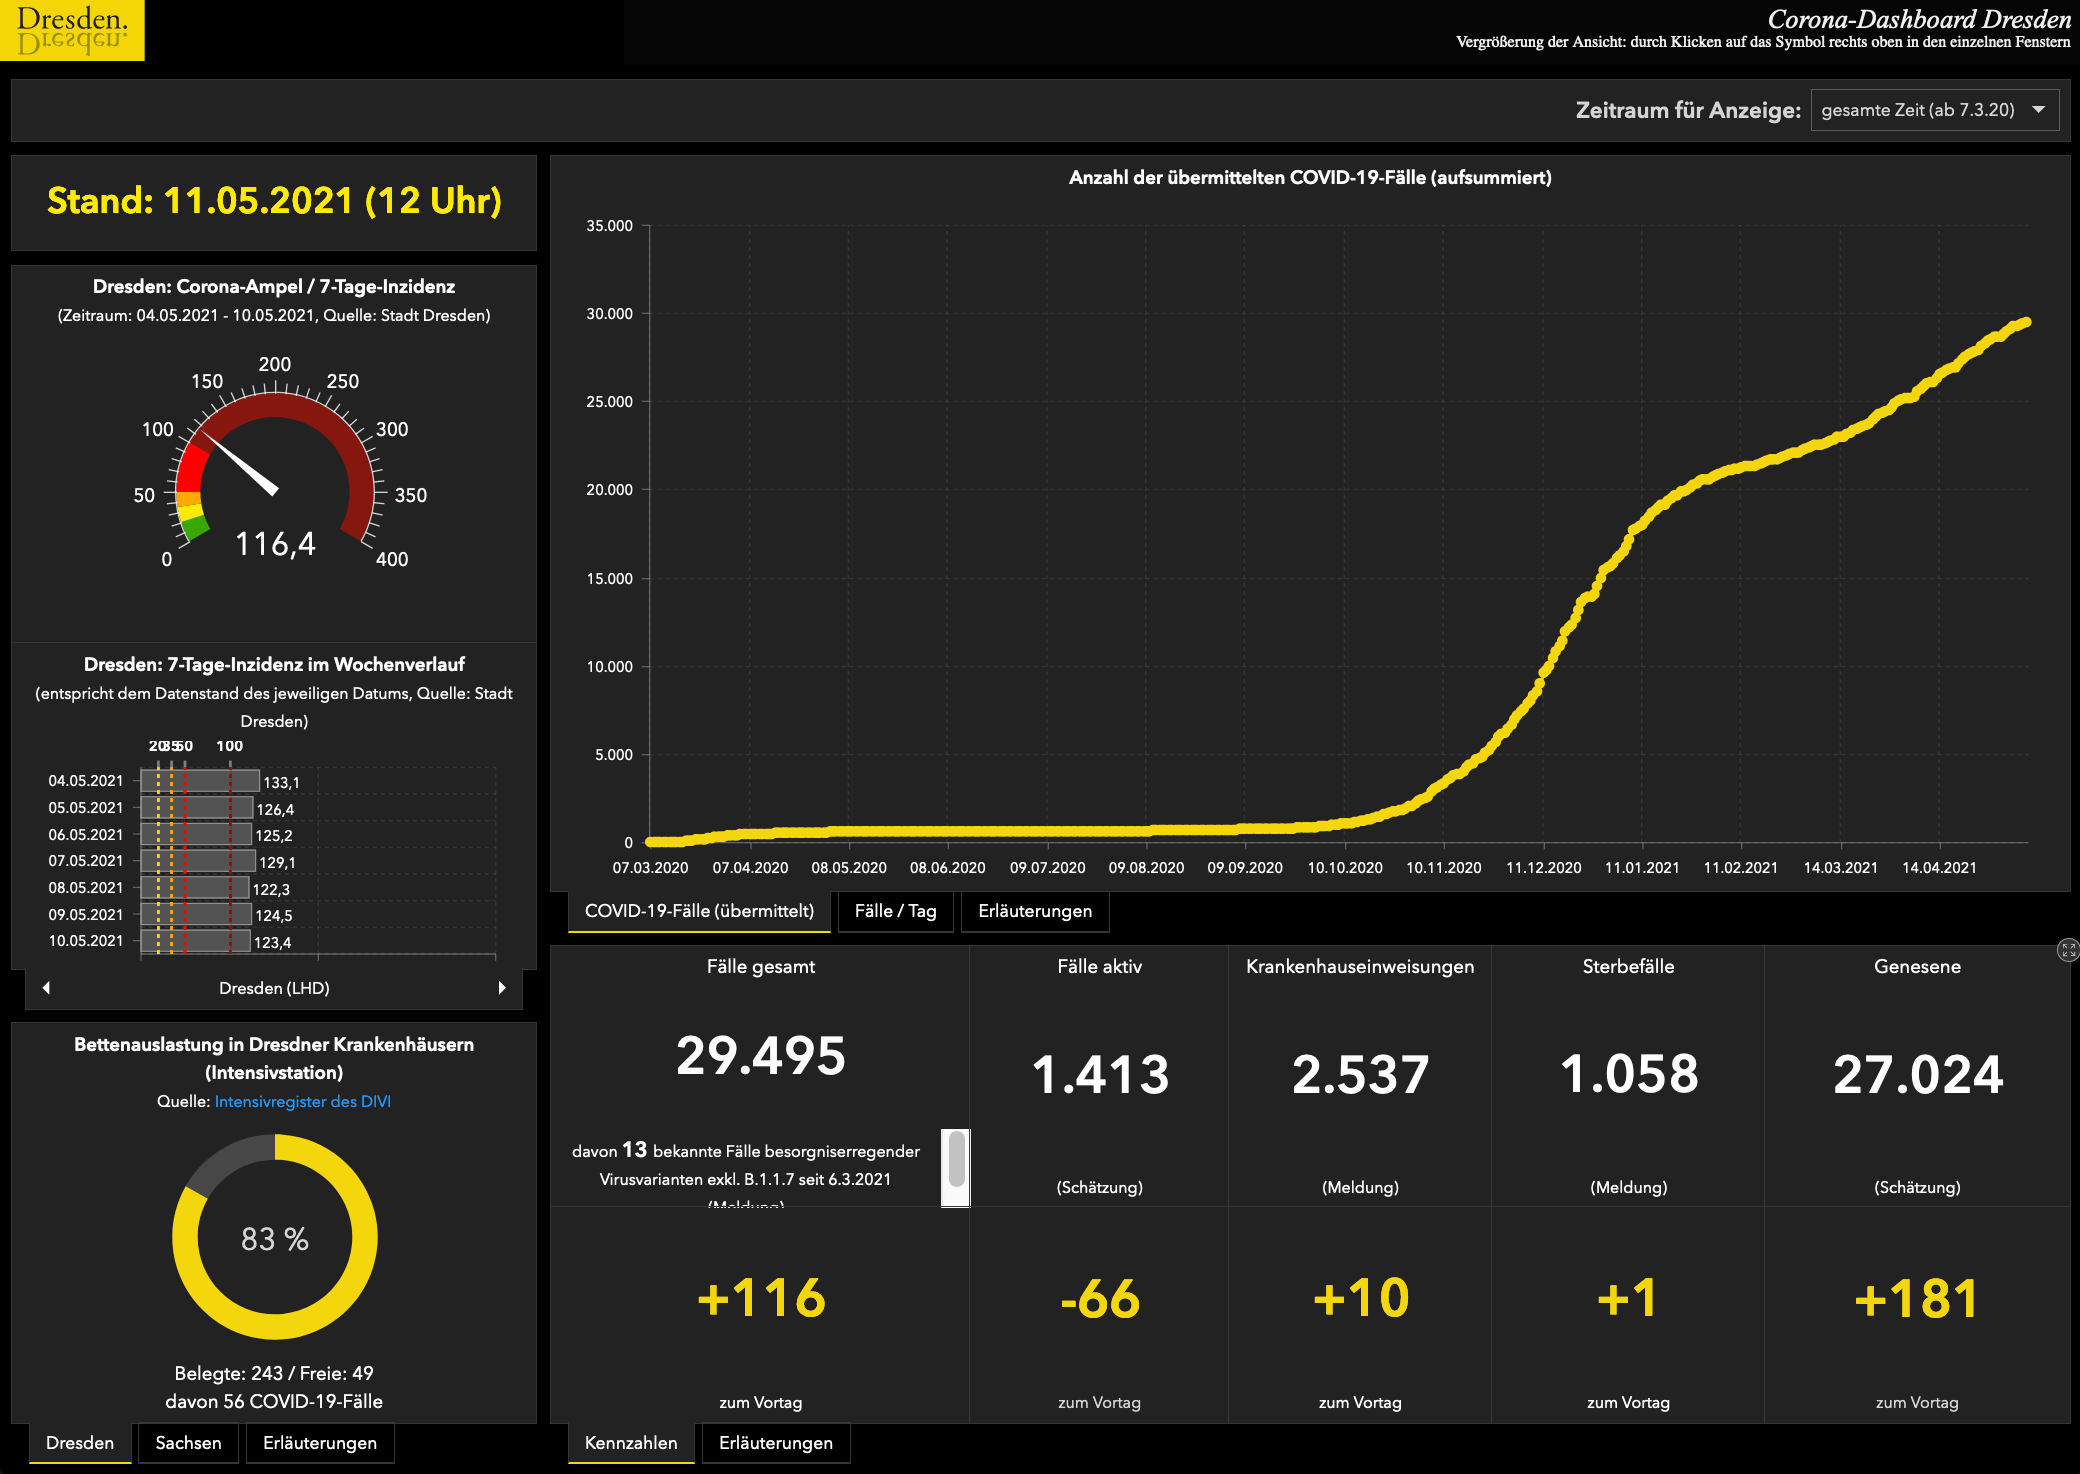 Dresden.
Dresden.
Corona-Dashboard Dresden
Vergrößerung der Ansicht: durch Klicken auf das Symbol rechts oben in den einzelnen Fenstern
Zeitraum für Anzeige: gesamte Zeit (ab 7.3.20)
Stand: 11.05.2021 (12 Uhr)
Dresden: Corona-Ampel / 7-Tage-Inzidenz
(Zeitraum: 04.05.2021 - 10.05.2021, Quelle: Stadt Dresden)
0
50
100
150
200
250
300
350
400
116,4
Dresden: 7-Tage-Inzidenz im Wochenverlauf
(entspricht dem Datenstand des jeweiligen Datums, Quelle: Stadt
Dresden)
20 35 50 100
04.05.2021 133,1
05.05.2021 126,4
06.05.2021 125,2
07.05.2021 129,1
08.05.2021 122,3
09.05.2021 124,5
10.05.2021 123,4
Dresden (LHD)
Bettenauslastung in Dresdner Krankenhäusern
(Intensivstation)
Quelle: Intensivregister des DIVI
83 %
Belegte: 243 / Freie: 49
davon 56 COVID-19-Fälle
Dresden Sachsen Erläuterungen
Anzahl der übermittelten COVID-19-Fälle (aufsummiert)
35.000
30.000
25.000
20.000
15.000
10.000
5.000
0
07.03.2020 07.04.2020 08.05.2020 08.06.2020 09.07.2020 09.08.2020 09.09.2020 10.10.2020 10.11.2020 11.12.2020 11.01.2021 11.02.2021 14.03.2021 14.04.2021
COVID-19-Fälle (übermittelt) Fälle / Tag Erläuterungen
Fälle gesamt
29.495
davon 13 bekannte Fälle besorgniserregender
Virusvarianten exkl. B.1.1.7 seit 6.3.2021
(Meldung)
+116
zum Vortag
Fälle aktiv
1.413
(Schätzung)
-66
zum Vortag
Krankenhauseinweisungen
2.537
(Meldung)
+10
zum Vortag
Sterbefälle
1.058
(Meldung)
+1
zum Vortag
Genesene
27.024
(Schätzung)
+181
zum Vortag
Kennzahlen Erläuterungen